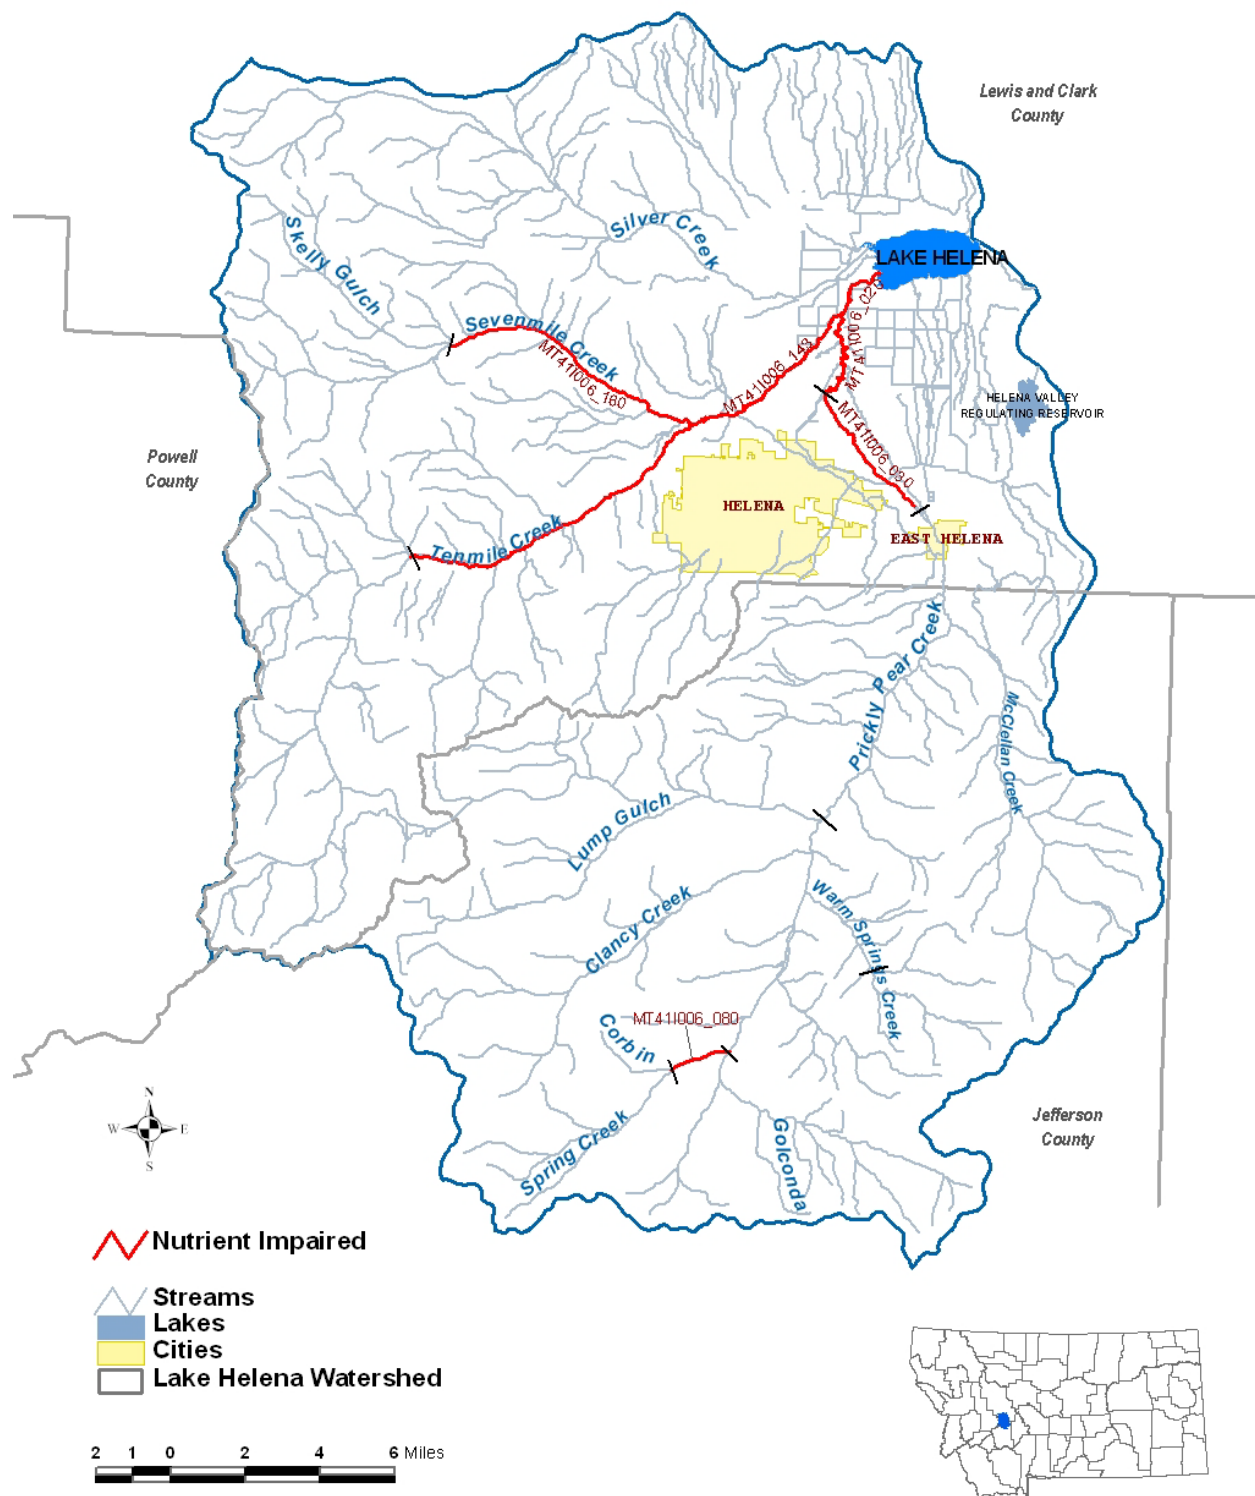 Lewis and Clark
County
Silver Creek
Skelly Gulch
LAKE HELENA
MT41I006_020
Sevenmile Creek
MT41I006_160
MT41I006_143
HELENA VALLEY
REGULATING RESERVOIR
MT41I006_030
Powell
County
HELENA
EAST HELENA
Tenmile Creek
Prickly Pear Creek
McClellan Creek
Lump Gulch
Clancy Creek
Warm Springs Creek
MT41I006_080
Corbin
Spring Creek
Golconda
Jefferson
County
N
W
E
S
Nutrient Impaired
Streams
Lakes
Cities
Lake Helena Watershed
2 1 0 2 4 6 Miles